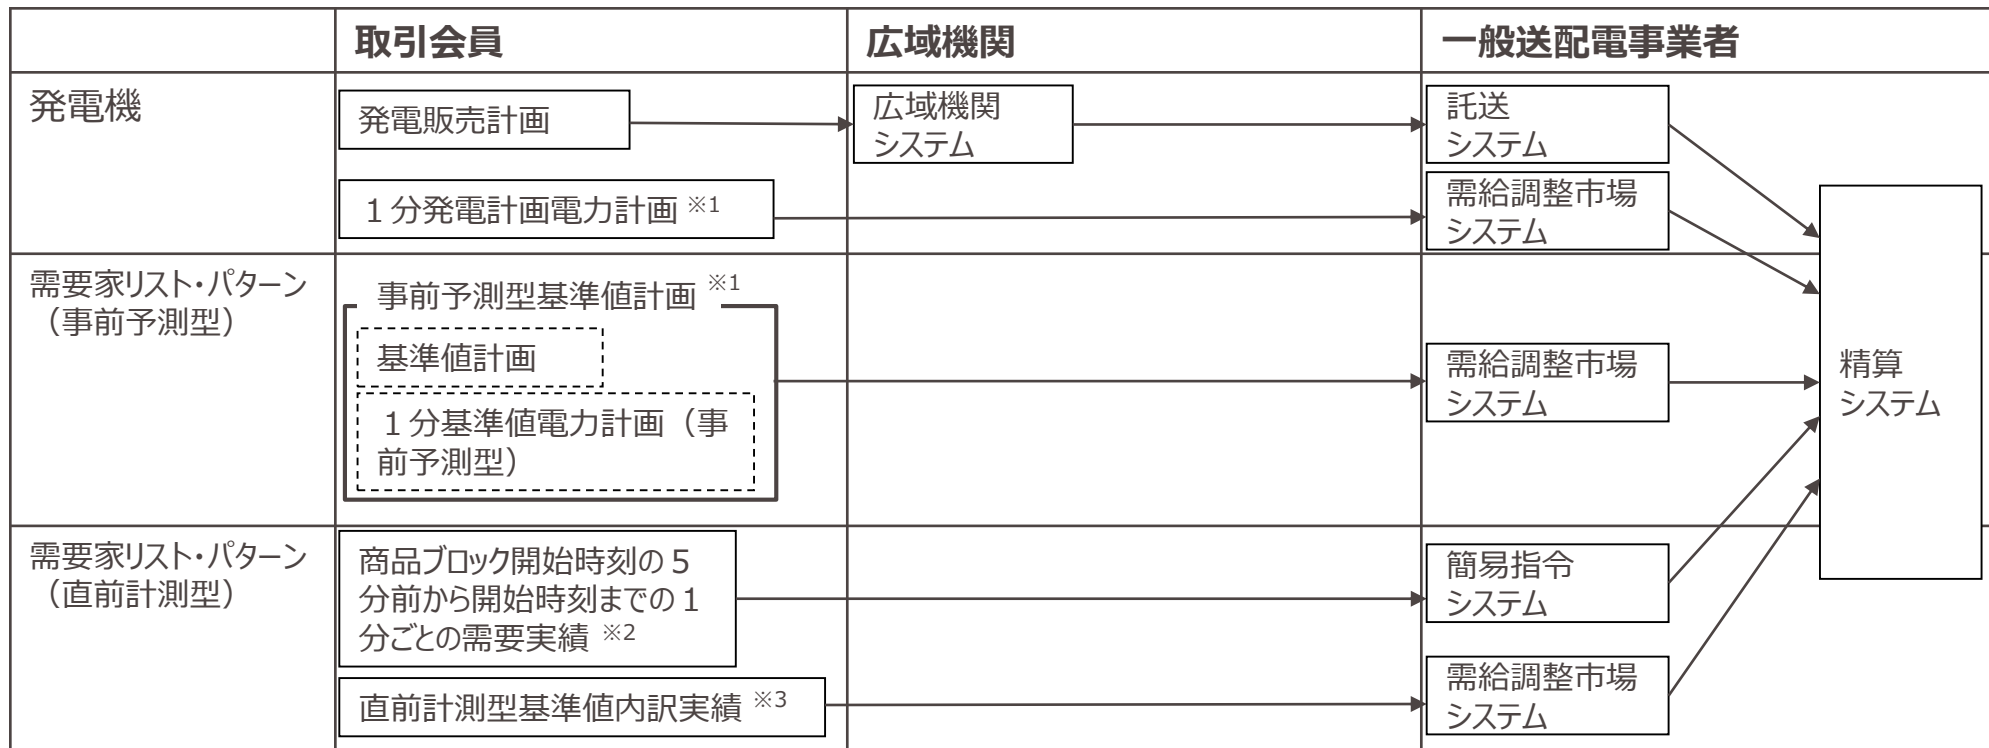 取引会員
広域機関
一般送配電事業者
発電機
発電販売計画
広域機関
システム
託送
システム
１分発電計画電力計画 ※1
需給調整市場
システム
需要家リスト・パターン
（事前予測型）
事前予測型基準値計画 ※1
基準値計画
１分基準値電力計画（事
前予測型）
需給調整市場
システム
精算
システム
需要家リスト・パターン
（直前計測型）
商品ブロック開始時刻の５
分前から開始時刻までの１
分ごとの需要実績 ※2
簡易指令
システム
直前計測型基準値内訳実績 ※3
需給調整市場
システム